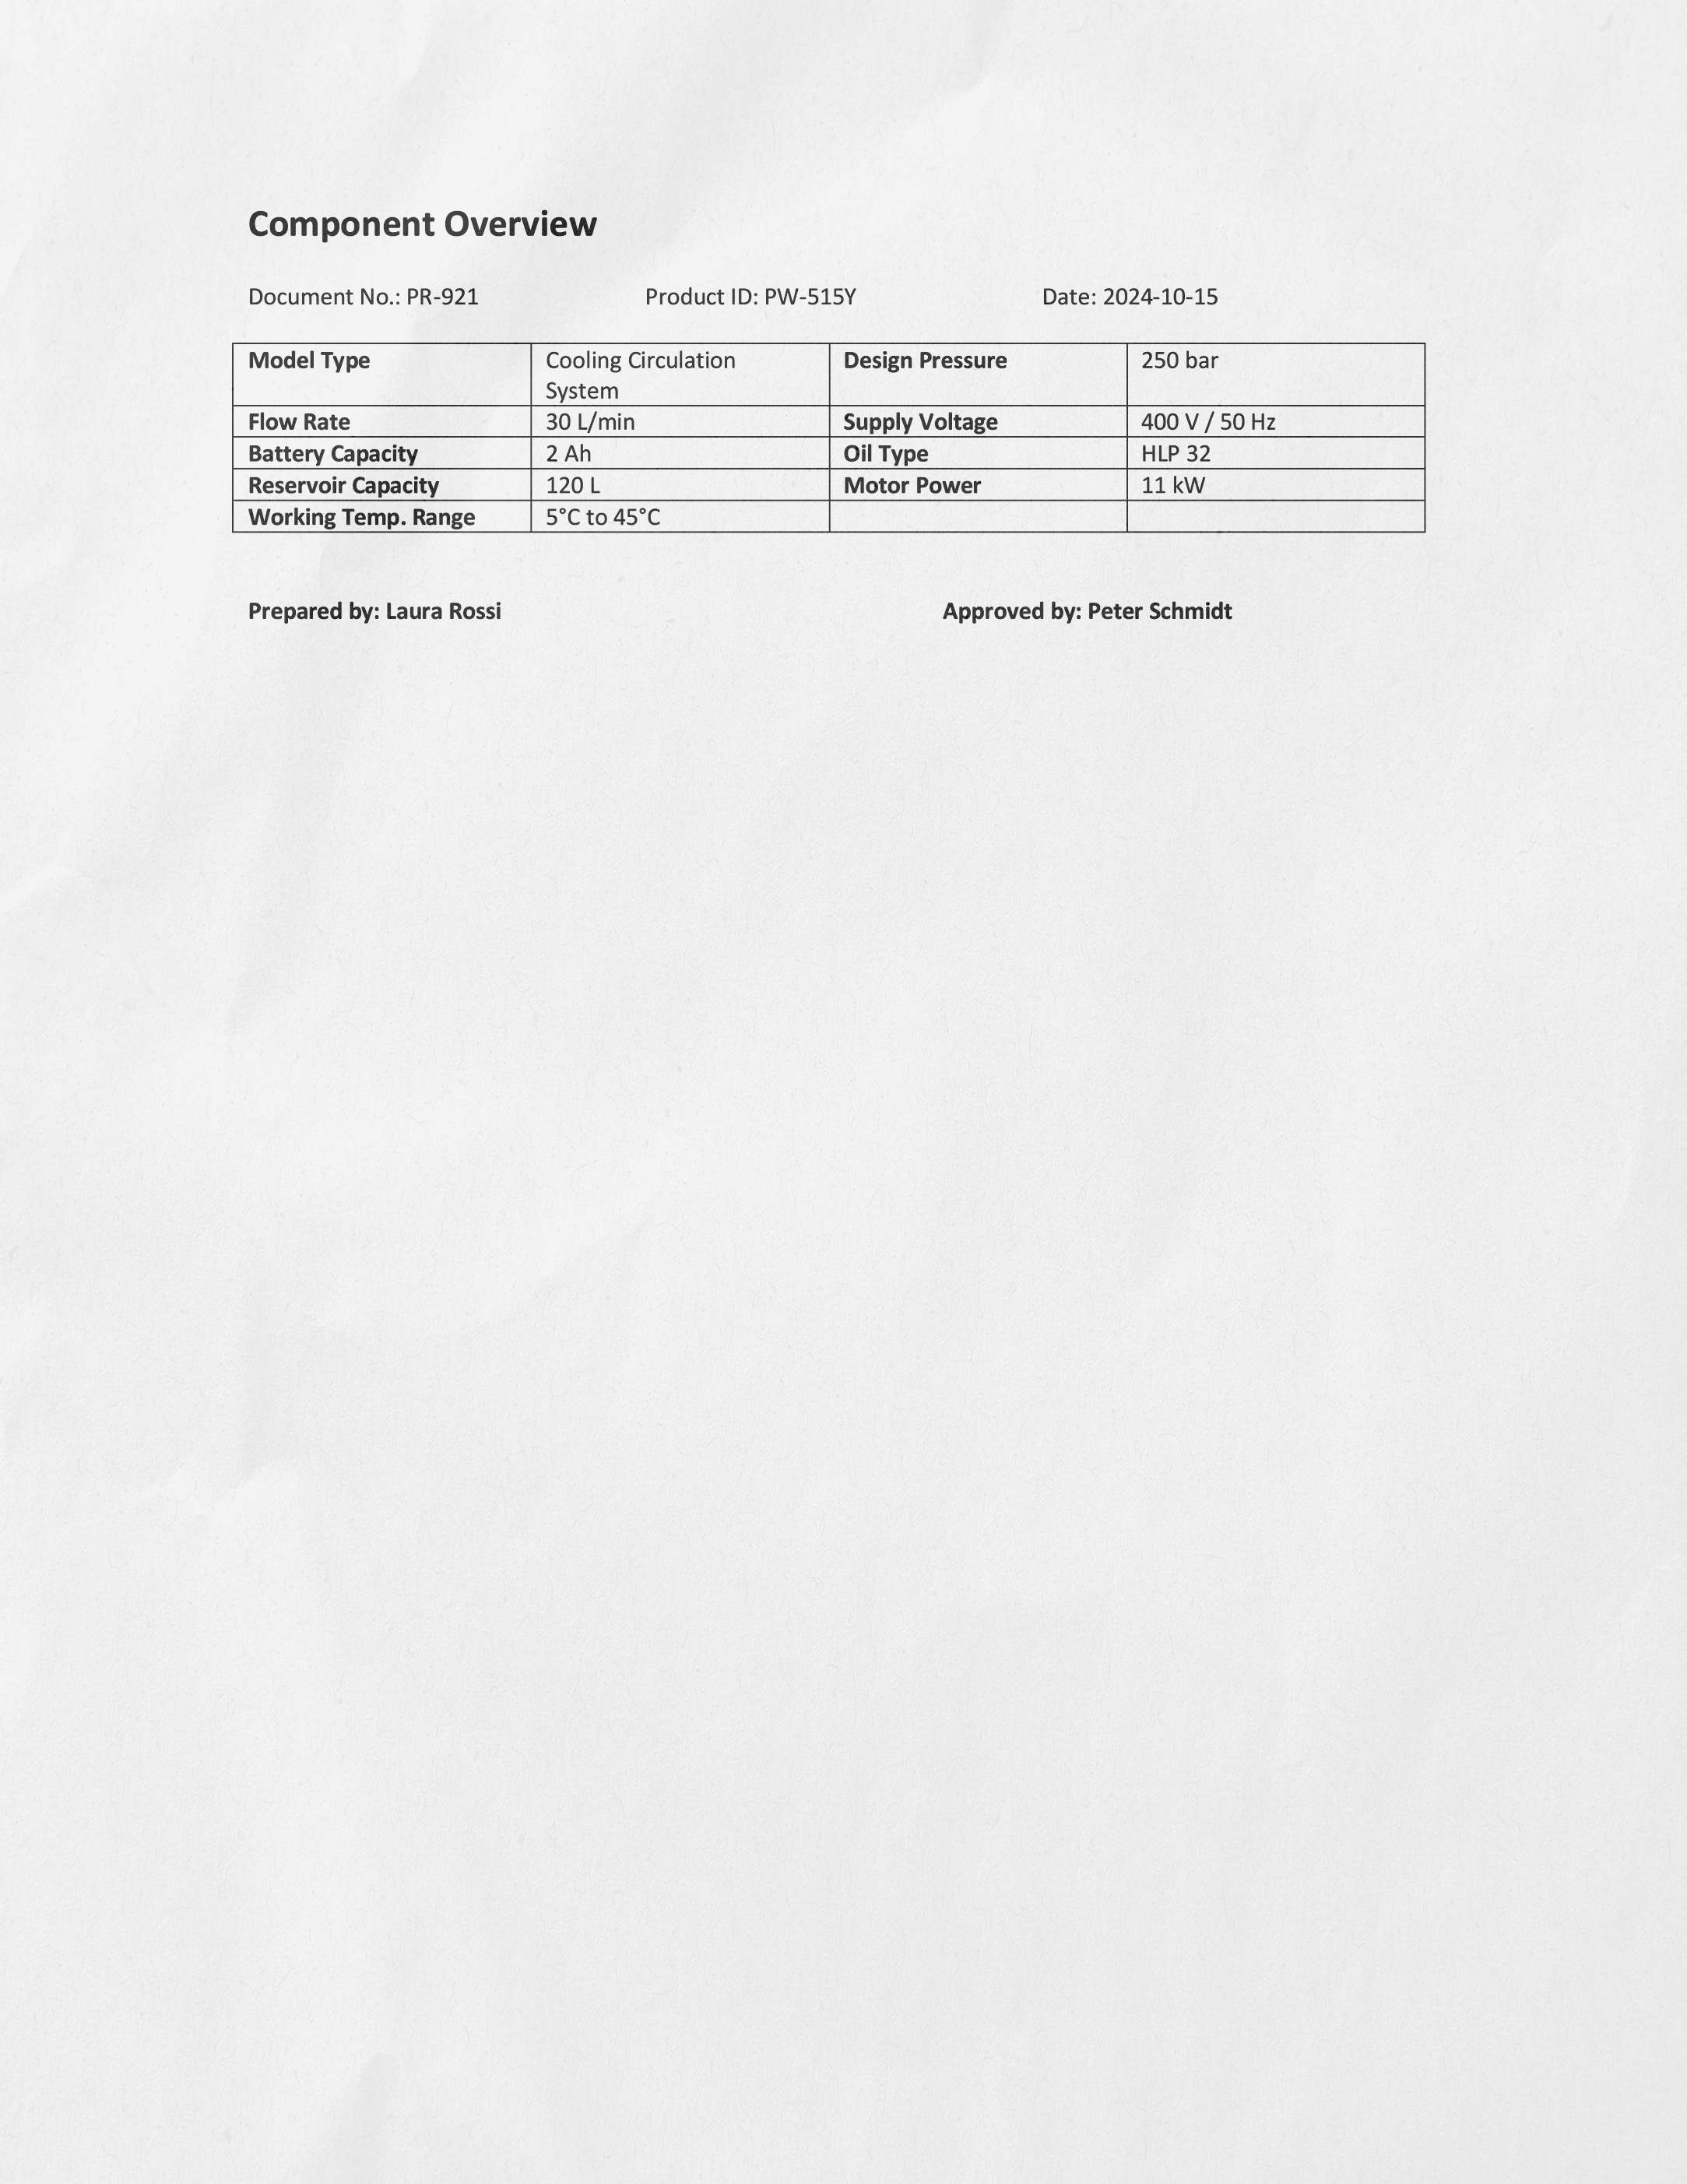 Component Overview
Document No.: PR-921 Product ID: PW-515Y Date: 2024-10-15
Model Type Cooling Circulation System Design Pressure 250 bar
Flow Rate 30 L/min Supply Voltage 400 V / 50 Hz
Battery Capacity 2 Ah Oil Type HLP 32
Reservoir Capacity 120 L Motor Power 11 kW
Working Temp. Range 5°C to 45°C
Prepared by: Laura Rossi Approved by: Peter Schmidt